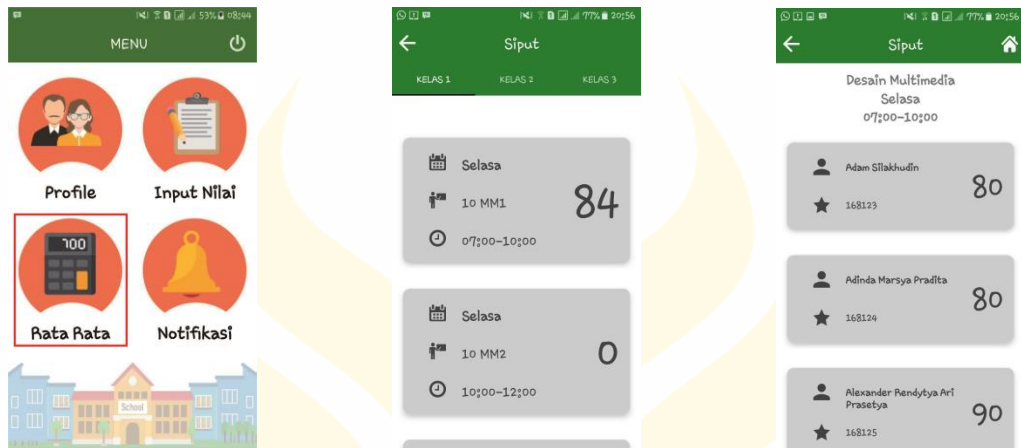 53% 08:44
MENU
Profile
Input Nilai
700
Rata Rata
Notifikasi
School
77% 20:56
Siput
KELAS 1 KELAS 2 KELAS 3
Selasa
10 MM1
84
07:00-10:00
Selasa
10 MM2
0
10:00-12:00
77% 20:56
Siput
Desain Multimedia
Selasa
07:00-10:00
Adam Silakhudin
80
168123
Adinda Marsya Pradita
80
168124
Alexander Rendytya Ari
Prasetya
90
168125